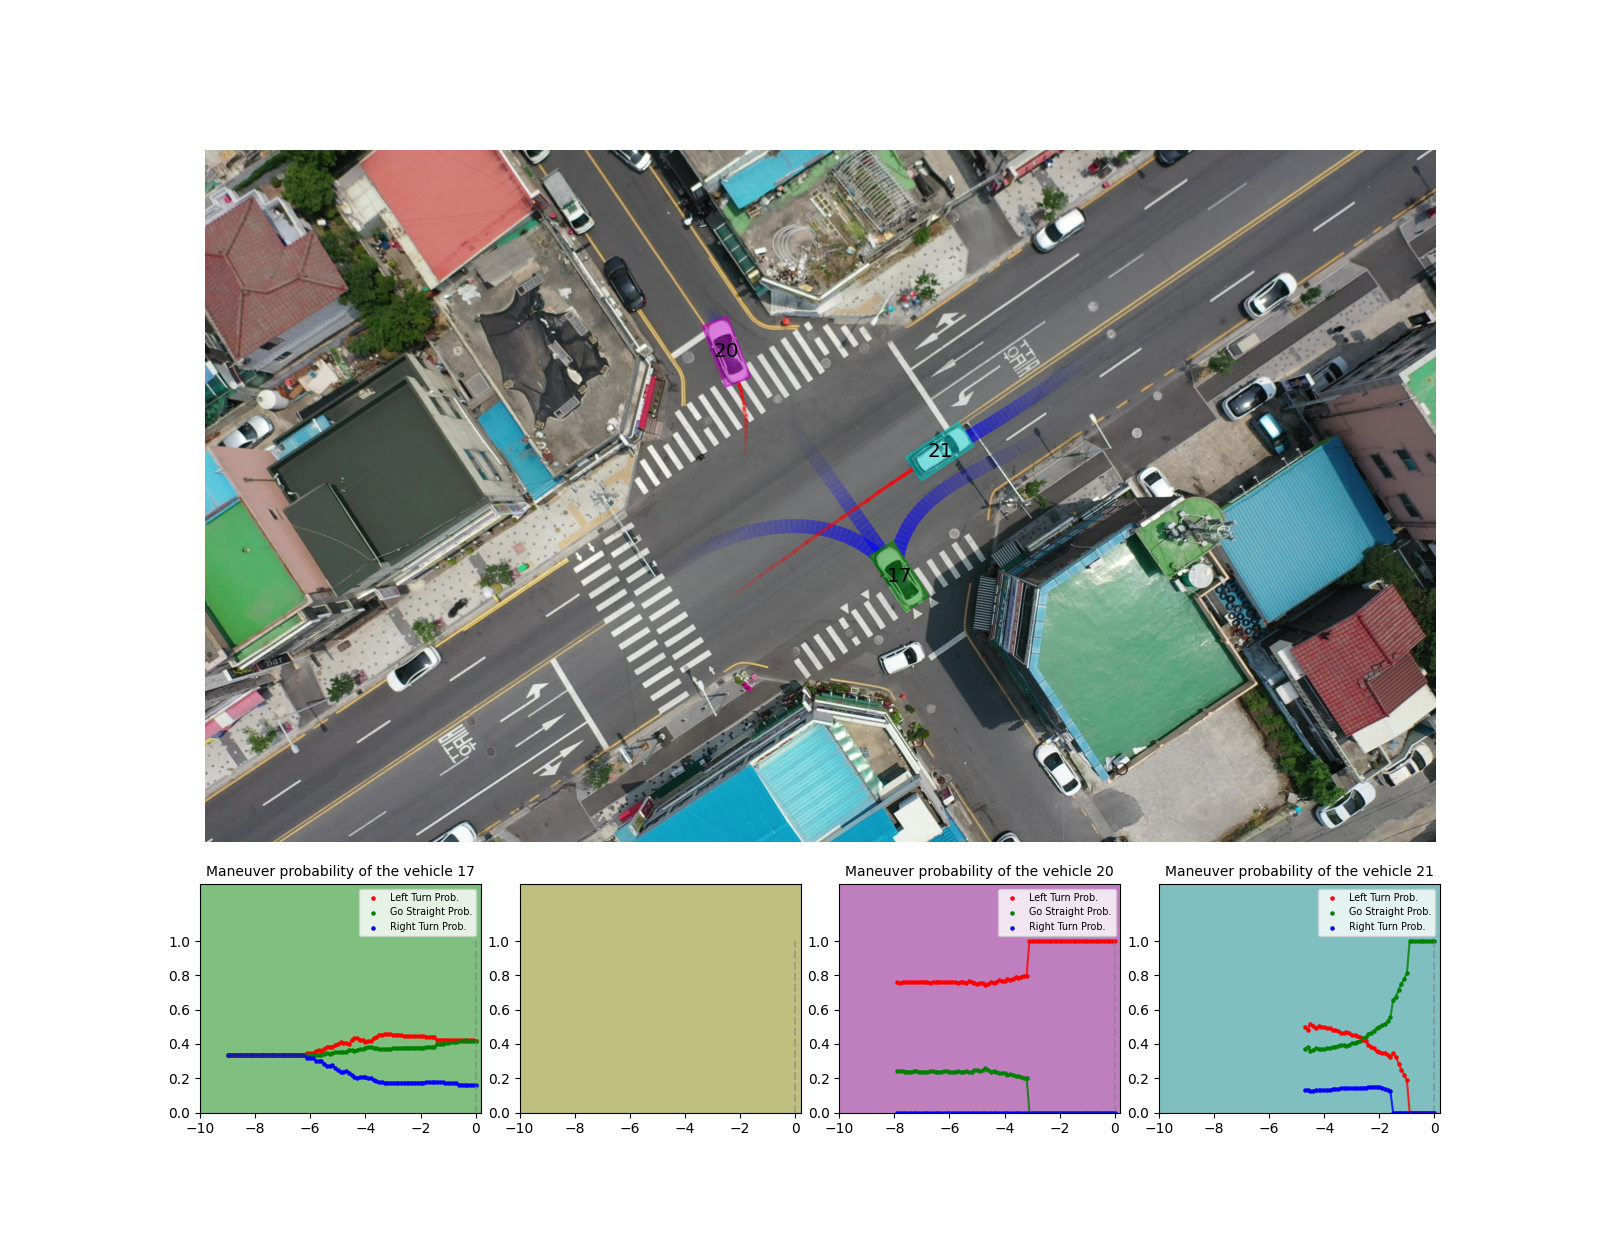 20
21
17
Maneuver probability of the vehicle 17
Left Turn Prob.
Go Straight Prob.
Right Turn Prob.
1.0
0.8
0.6
0.4
0.2
0.0
−10 −8 −6 −4 −2 0
1.0
0.8
0.6
0.4
0.2
0.0
−10 −8 −6 −4 −2 0
Maneuver probability of the vehicle 20
Left Turn Prob.
Go Straight Prob.
Right Turn Prob.
1.0
0.8
0.6
0.4
0.2
0.0
−10 −8 −6 −4 −2 0
Maneuver probability of the vehicle 21
Left Turn Prob.
Go Straight Prob.
Right Turn Prob.
1.0
0.8
0.6
0.4
0.2
0.0
−10 −8 −6 −4 −2 0